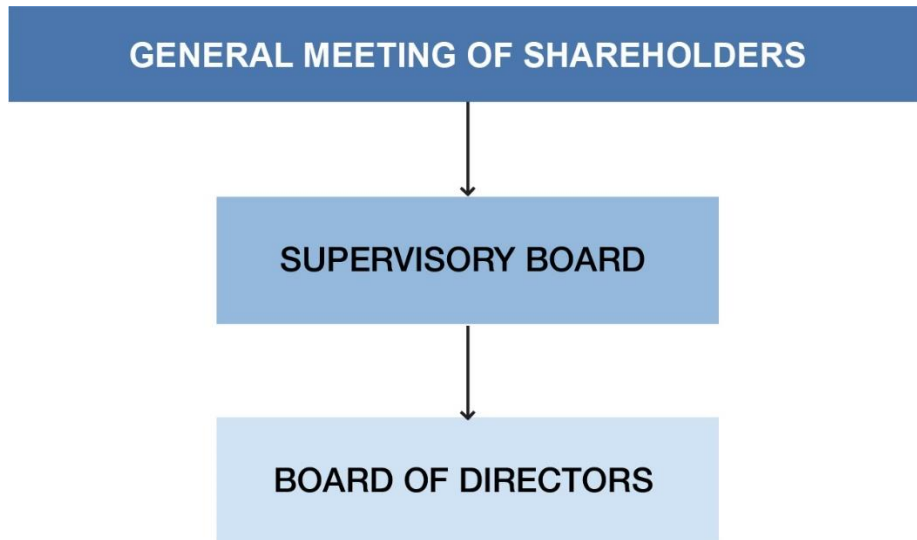 GENERAL MEETING OF SHAREHOLDERS
SUPERVISORY BOARD
BOARD OF DIRECTORS